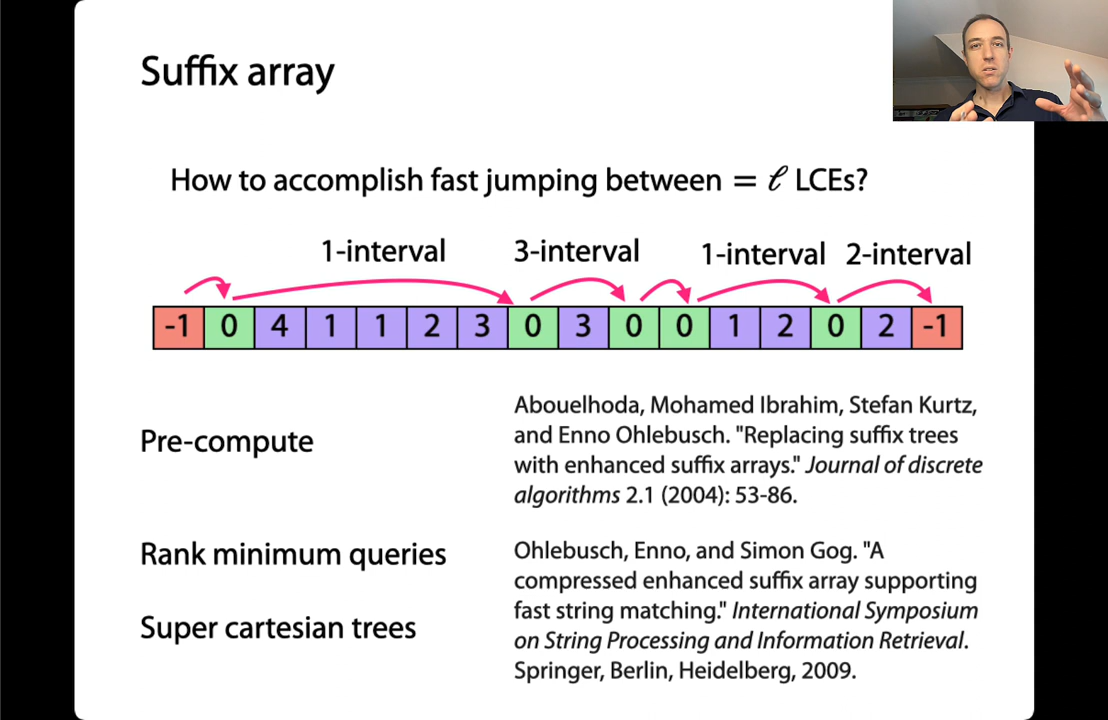 Suffix array
How to accomplish fast jumping between = ℓ LCEs?
1-interval 3-interval 1-interval 2-interval
-1 0 4 1 1 2 3 0 3 0 0 1 2 0 2 -1
Pre-compute
Abouelhoda, Mohamed Ibrahim, Stefan Kurtz,
and Enno Ohlebusch. "Replacing suffix trees
with enhanced suffix arrays." Journal of discrete
algorithms 2.1 (2004): 53-86.
Rank minimum queries
Super cartesian trees
Ohlebusch, Enno, and Simon Gog. "A
compressed enhanced suffix array supporting
fast string matching." International Symposium
on String Processing and Information Retrieval.
Springer, Berlin, Heidelberg, 2009.